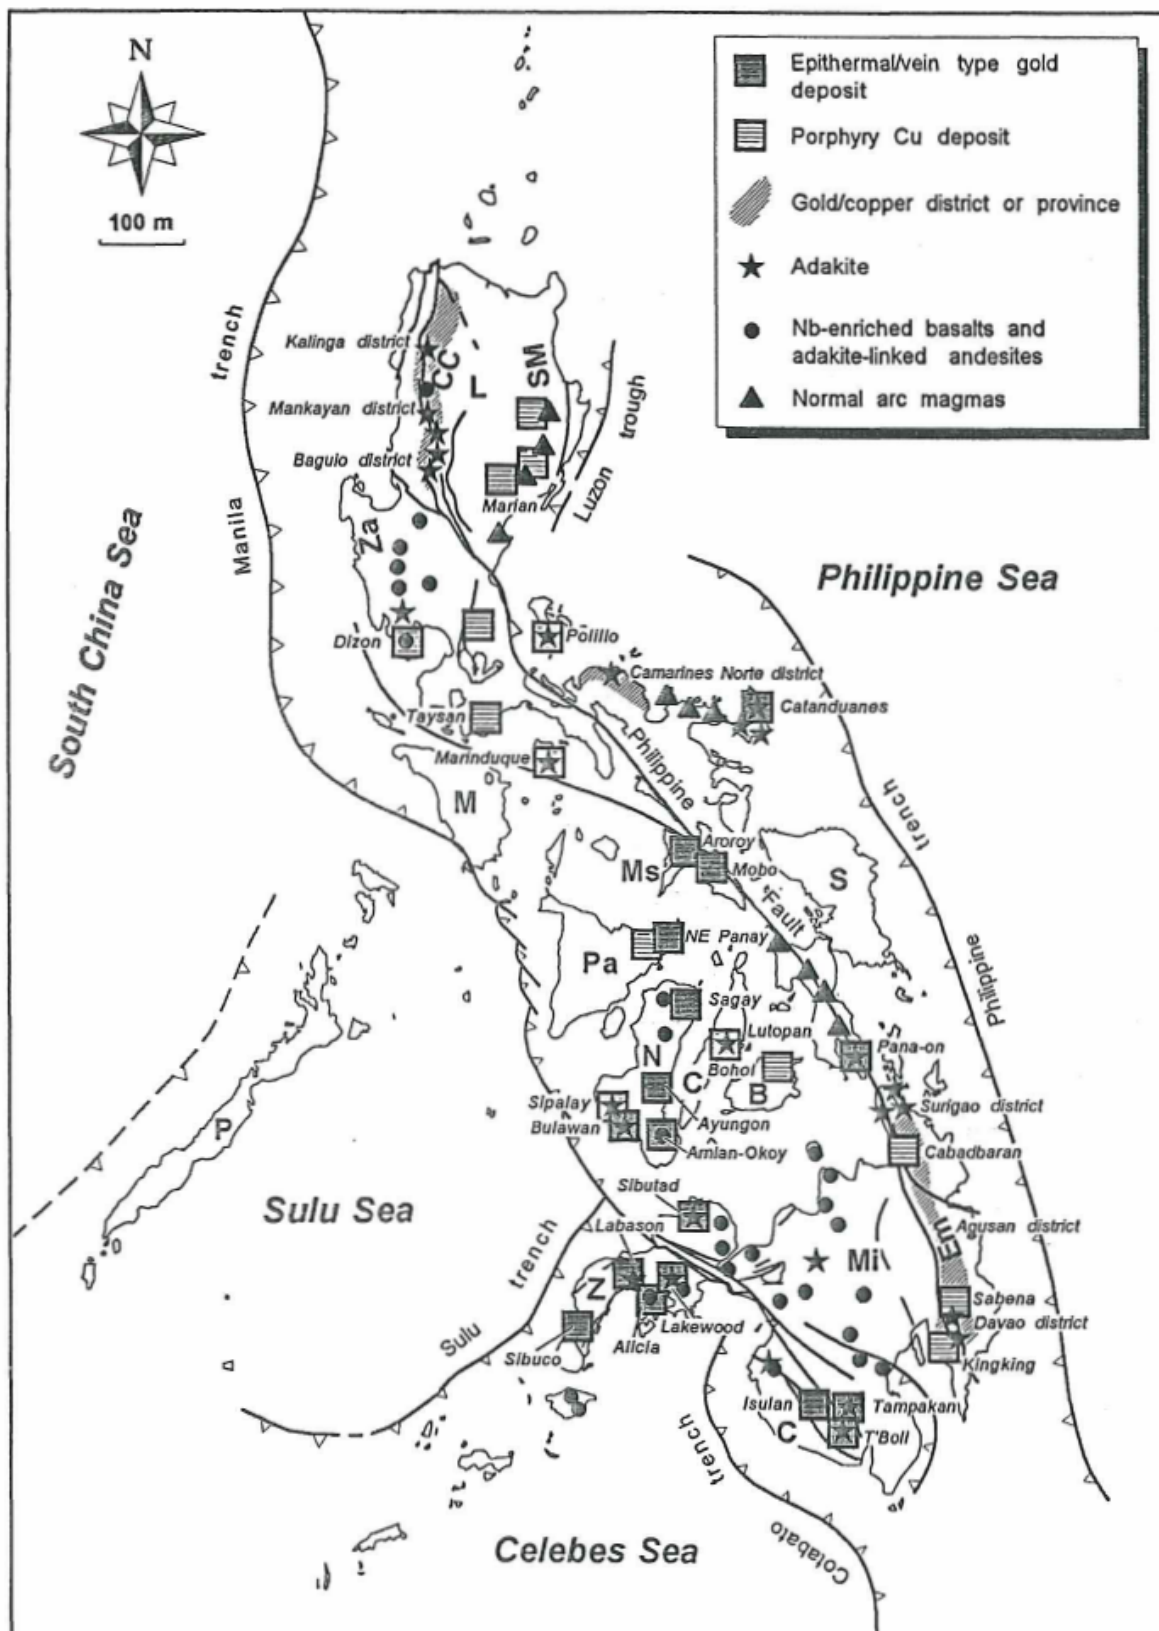 N
100 m
Epithermal/vein type gold
deposit
Porphyry Cu deposit
Gold/copper district or province
Adakite
Nb-enriched basalts and
adakite-linked andesites
Normal arc magmas
trench
Manila
South China Sea
Kalinga district
CC
L
SM
Mankayan district
Baguio district
Marian
Luzon
trough
Za
Philippine Sea
Dizon
Polillo
Camarines Norte district
Catanduanes
Taysan
Marinduque
Philippine
M
trench
Aroroy
Ms
Mobo
S
Fault
Philippine
NE Panay
Pa
Sagay
Lutopan
N
Bohol
Pana-on
C
B
Sipalay
Surigao district
Bulawan
Ayungon
P
Amlan-Okoy
Cabadbaran
Sibutad
Sulu Sea
Labason
Agusan district
Em
trench
Mi
Z
Sabena
Lakewood
Davao district
Sulu
Alicia
Sibuco
Kingking
Isulan
Tampakan
C
T'Boli
trench
Celebes Sea
Cotabato